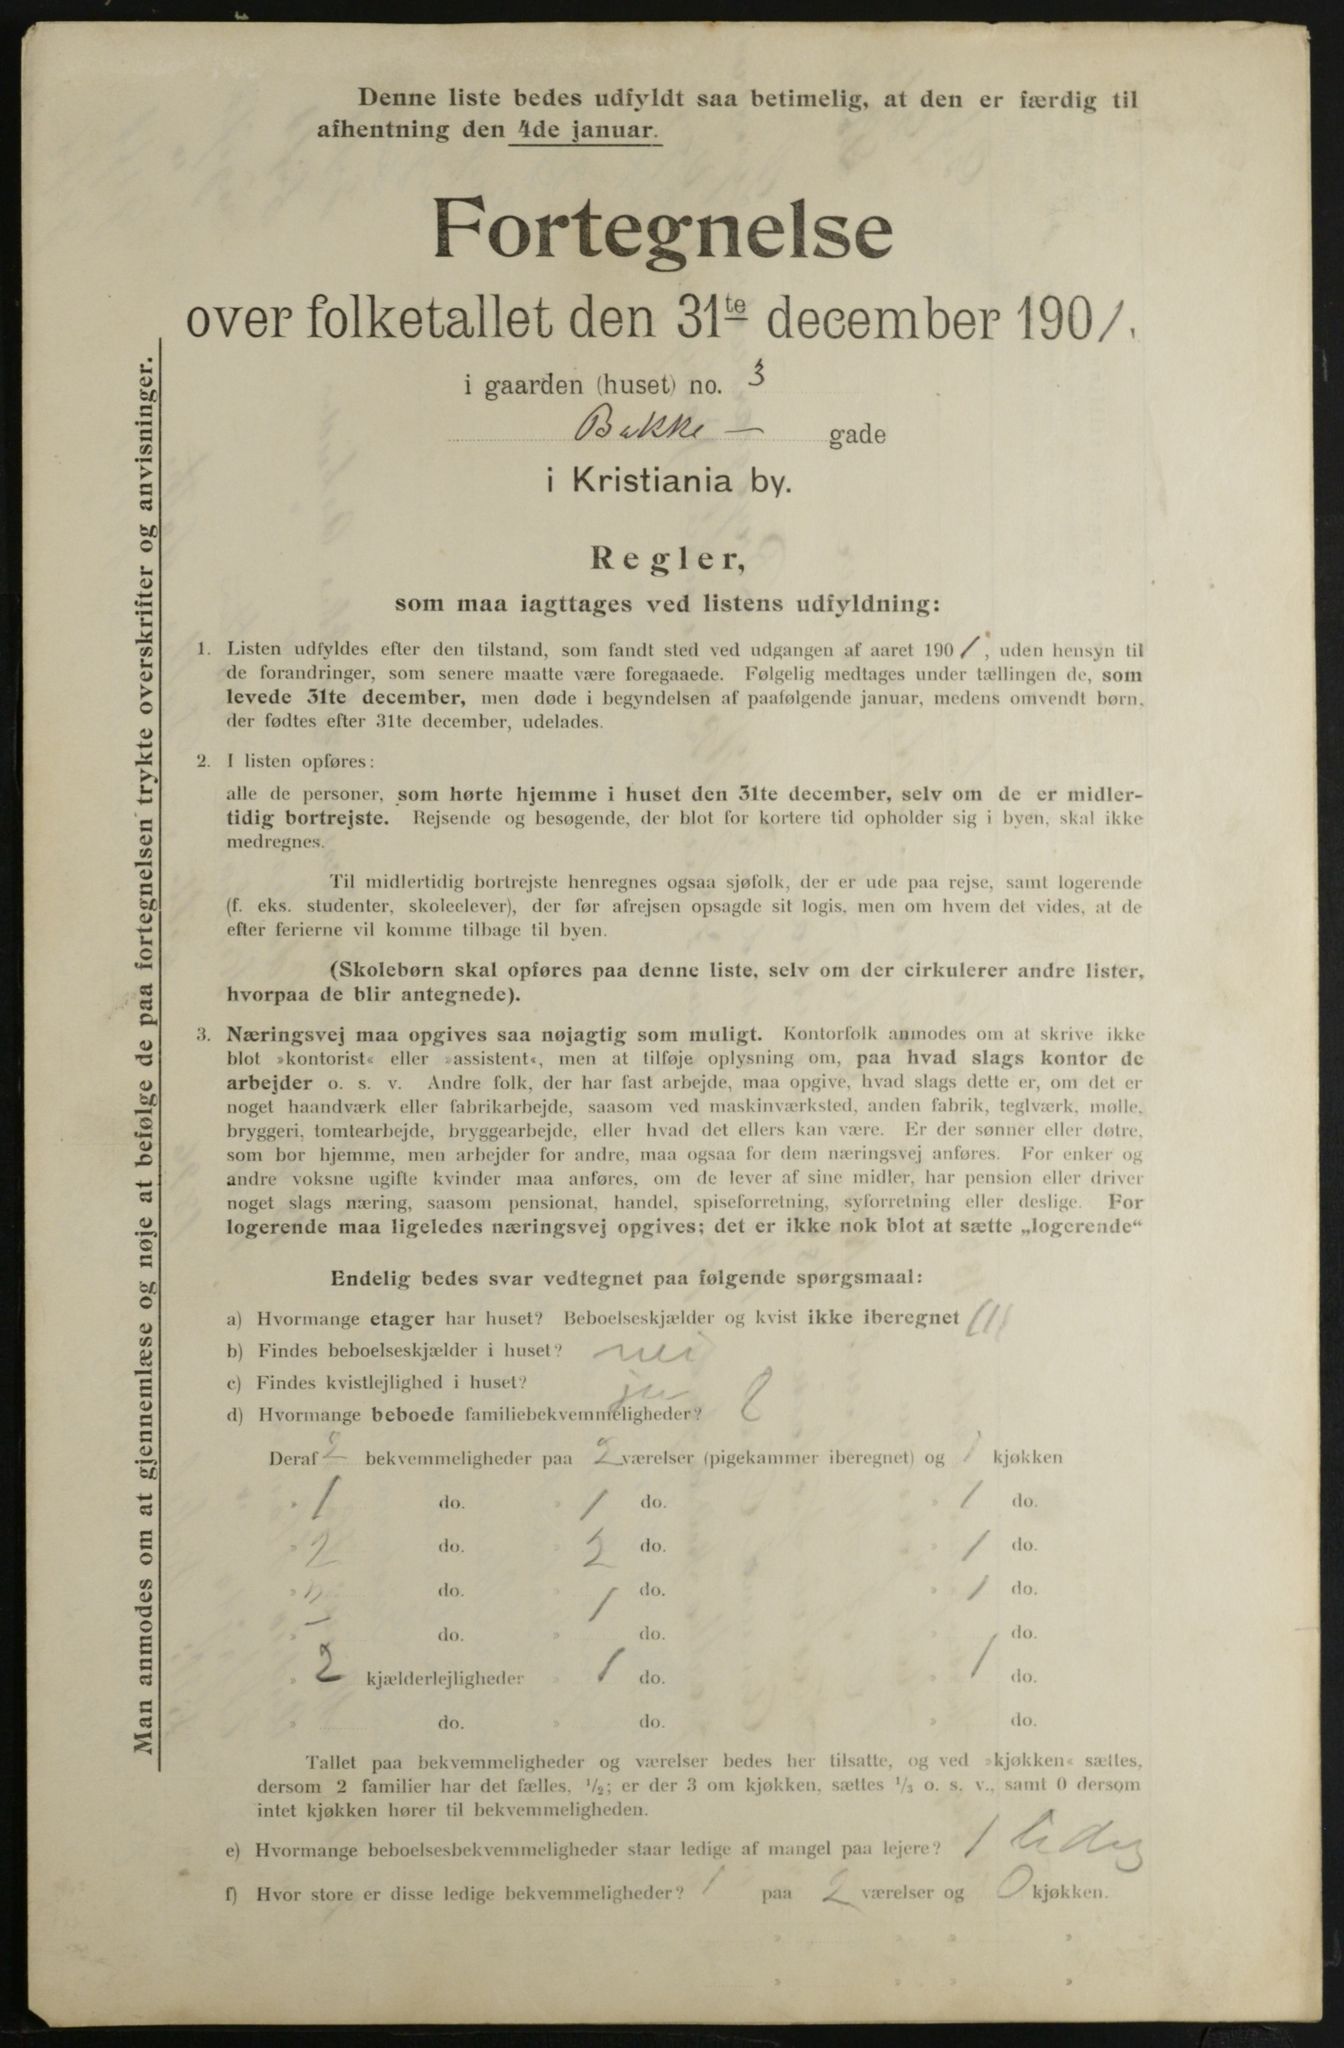 Denne liste bedes udfyldt saa betimelig, at den er færdig til
afhentning den 4de januar.
Fortegnelse
over folketallet den 31te december 1901.
i gaarden (huset) no. 3
Bakke — gade
i Kristiania by.
Regler,
som maa iagttages ved listens udfyldning:
1. Listen udfyldes efter den tilstand, som fandt sted ved udgangen af aaret 1901, uden hensyn til
de forandringer, som senere maatte være foregaaede. Følgelig medtages under tællingen de, som
levede 31te december, men døde i begyndelsen af paafølgende januar, medens omvendt børn,
der fødtes efter 31te december, udelades.
2. I listen opføres:
alle de personer, som hørte hjemme i huset den 31te december, selv om de er midler-
tidig bortrejste. Rejsende og besøgende, der blot for kortere tid opholder sig i byen, skal ikke
medregnes.
Til midlertidig bortrejste henregnes ogsaa sjøfolk, der er ude paa rejse, samt logerende
(f. eks. studenter, skoleelever), der før afrejsen opsagde sit logis, men om hvem det vides, at de
efter ferierne vil komme tilbage til byen.
(Skolebørn skal opføres paa denne liste, selv om der cirkulerer andre lister,
hvorpaa de blir antegnede).
3. Næringsvej maa opgives saa nøjagtig som muligt. Kontorfolk anmodes om at skrive ikke
blot »kontorist« eller »assistent«, men at tilføje oplysning om, paa hvad slags kontor de
arbejder o. s. v. Andre folk, der har fast arbejde, maa opgive, hvad slags dette er, om det er
noget haandværk eller fabrikarbejde, saasom ved maskinværksted, anden fabrik, teglværk, mølle,
bryggeri, tomtearbejde, bryggearbejde, eller hvad det ellers kan være. Er der sønner eller døtre,
som bor hjemme, men arbejder for andre, maa ogsaa for dem næringsvej anføres. For enker og
andre voksne ugifte kvinder maa anføres, om de lever af sine midler, har pension eller driver
noget slags næring, saasom pensionat, handel, spiseforretning, syforretning eller deslige. For
logerende maa ligeledes næringsvej opgives; det er ikke nok blot at sætte „logerende“
Endelig bedes svar vedtegnet paa følgende spørgsmaal:
a) Hvormange etager har huset? Beboelseskjælder og kvist ikke iberegnet
b) Findes beboelseskjælder i huset? nei
c) Findes kvistlejlighed i huset? ja
d) Hvormange beboede familiebekvemmeligheder? 8
Deraf 2 bekvemmeligheder paa 2 værelser (pigekammer iberegnet) og 1 kjøkken
» 1 do. » 1 do. » 1 do.
» 2 do. » 2 do. » 1 do.
» do. 1 do. » 1 do.
» do. » do. » do.
» 2 kjælderlejligheder » 1 do. 1 do.
» do. » do. » do.
Tallet paa bekvemmeligheder og værelser bedes her tilsatte, og ved »kjøkken« sættes,
dersom 2 familier har det fælles, 1/2; er der 3 om kjøkken, sættes 1/3 o. s. v., samt 0 dersom
intet kjøkken hører til bekvemmeligheden.
e) Hvormange beboelsesbekvemmeligheder staar ledige af mangel paa lejere? 1 ledig
f) Hvor store er disse ledige bekvemmeligheder? 1 paa 2 værelser og 0 kjøkken.
» » » »
» » » »
Man anmodes om at gjennemlæse og nøje at befølge de paa fortegnelsen trykte overskrifter og anvisninger.